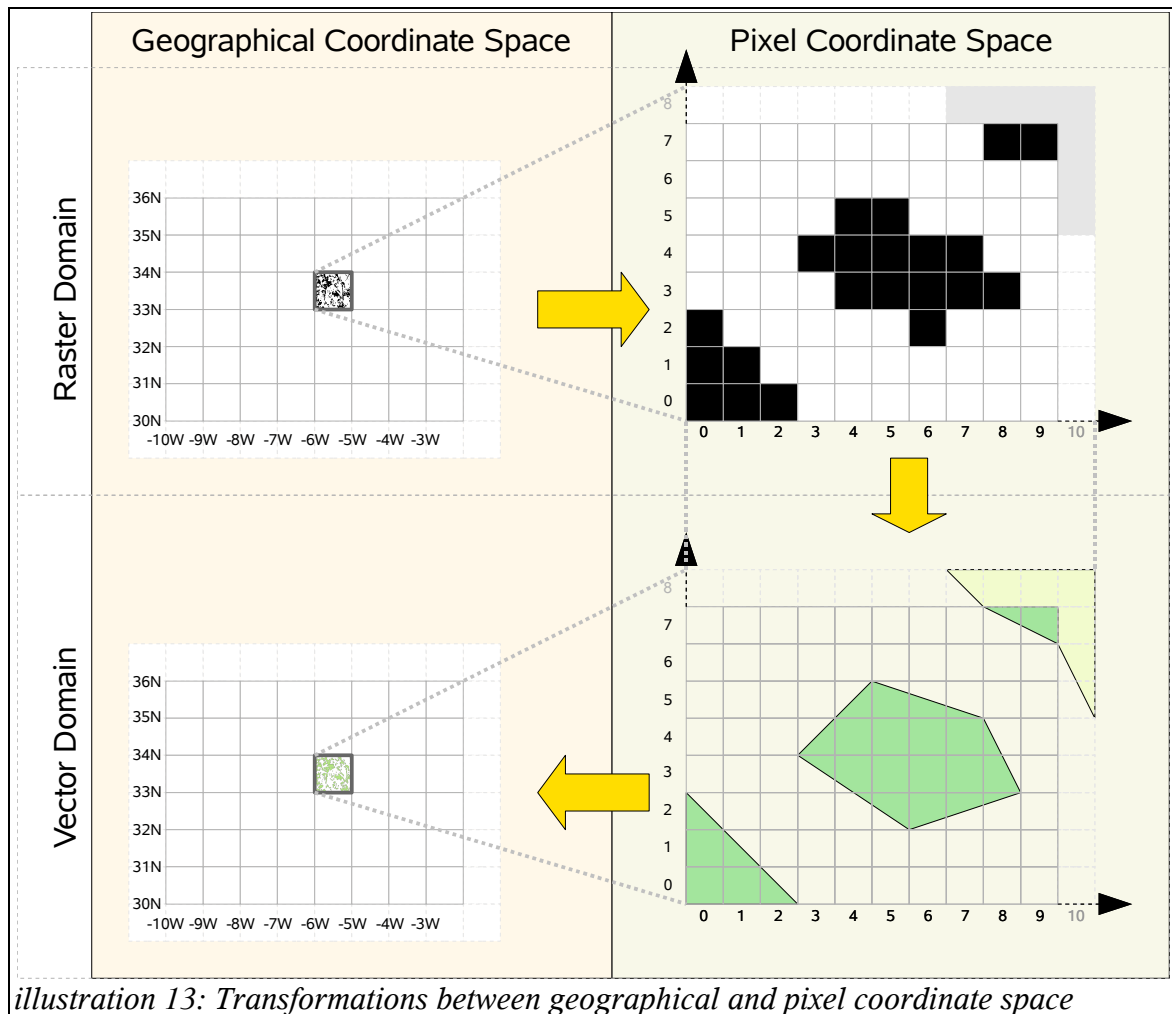 Geographical Coordinate Space
Pixel Coordinate Space
Raster Domain
36N
35N
34N
33N
32N
31N
30N
-10W -9W -8W -7W -6W -5W -4W -3W
8
7
6
5
4
3
2
1
0
0 1 2 3 4 5 6 7 8 9 10
Vector Domain
36N
35N
34N
33N
32N
31N
30N
-10W -9W -8W -7W -6W -5W -4W -3W
8
7
6
5
4
3
2
1
0
0 1 2 3 4 5 6 7 8 9 10
illustration 13: Transformations between geographical and pixel coordinate space